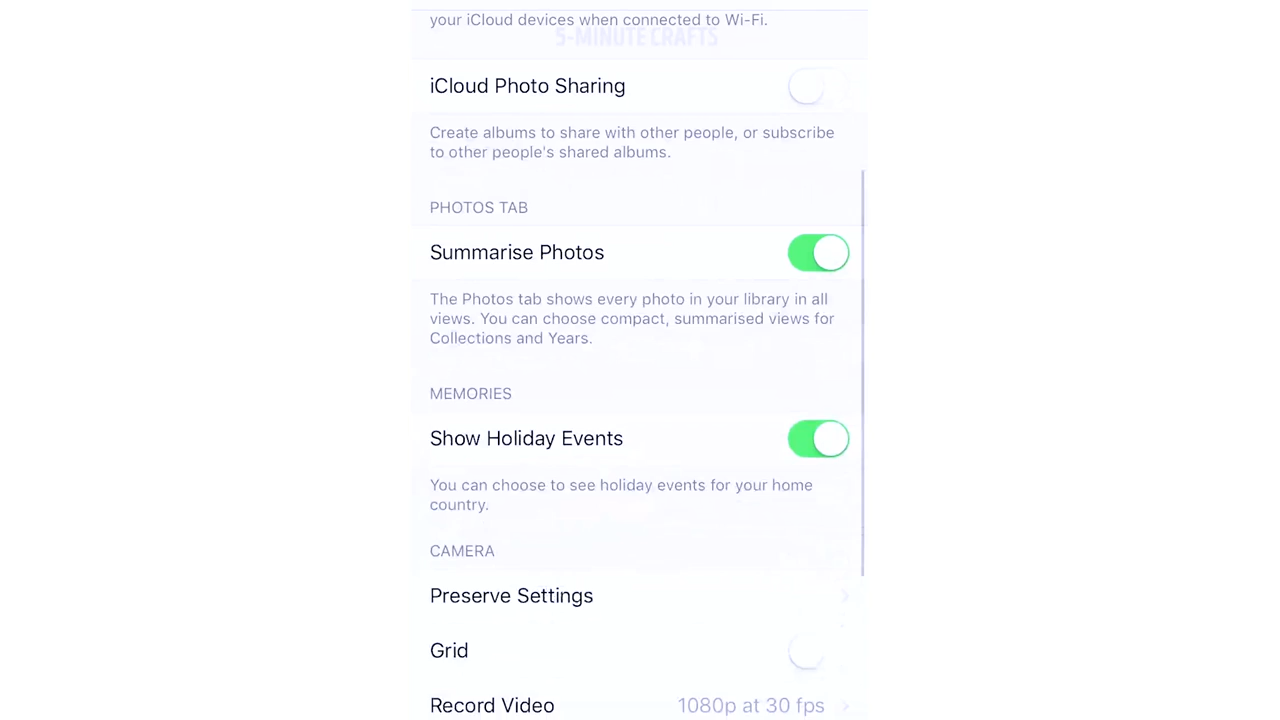 your iCloud devices when connected to Wi-Fi.
5-MINUTE CRAFTS
iCloud Photo Sharing
Create albums to share with other people, or subscribe
to other people's shared albums.
PHOTOS TAB
Summarise Photos
The Photos tab shows every photo in your library in all
views. You can choose compact, summarised views for
Collections and Years.
MEMORIES
Show Holiday Events
You can choose to see holiday events for your home
country.
CAMERA
Preserve Settings
Grid
Record Video 1080p at 30 fps